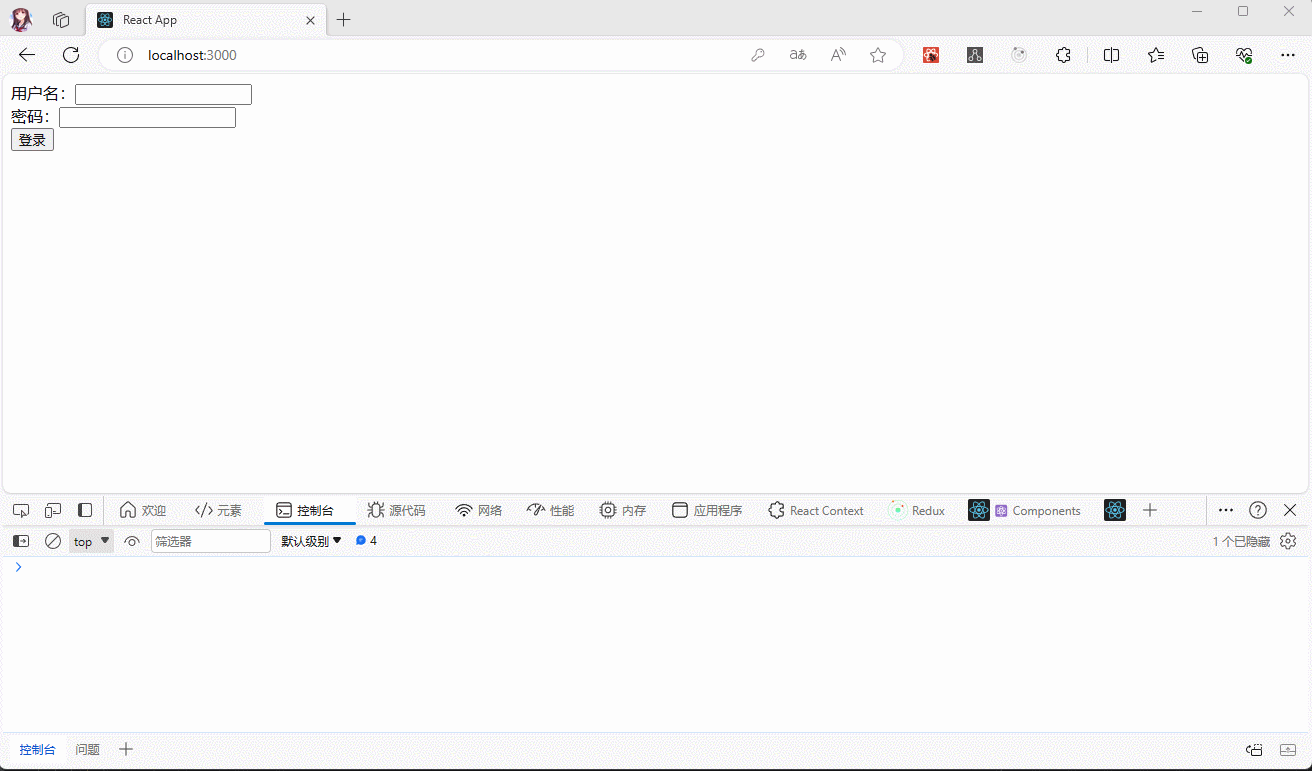 React App
localhost:3000
用户名：
密码：
登录
欢迎 元素 控制台 源代码 网络 性能 内存 应用程序 React Context Redux Components
top 筛选器 默认级别 4 1 个已隐藏
控制台 问题